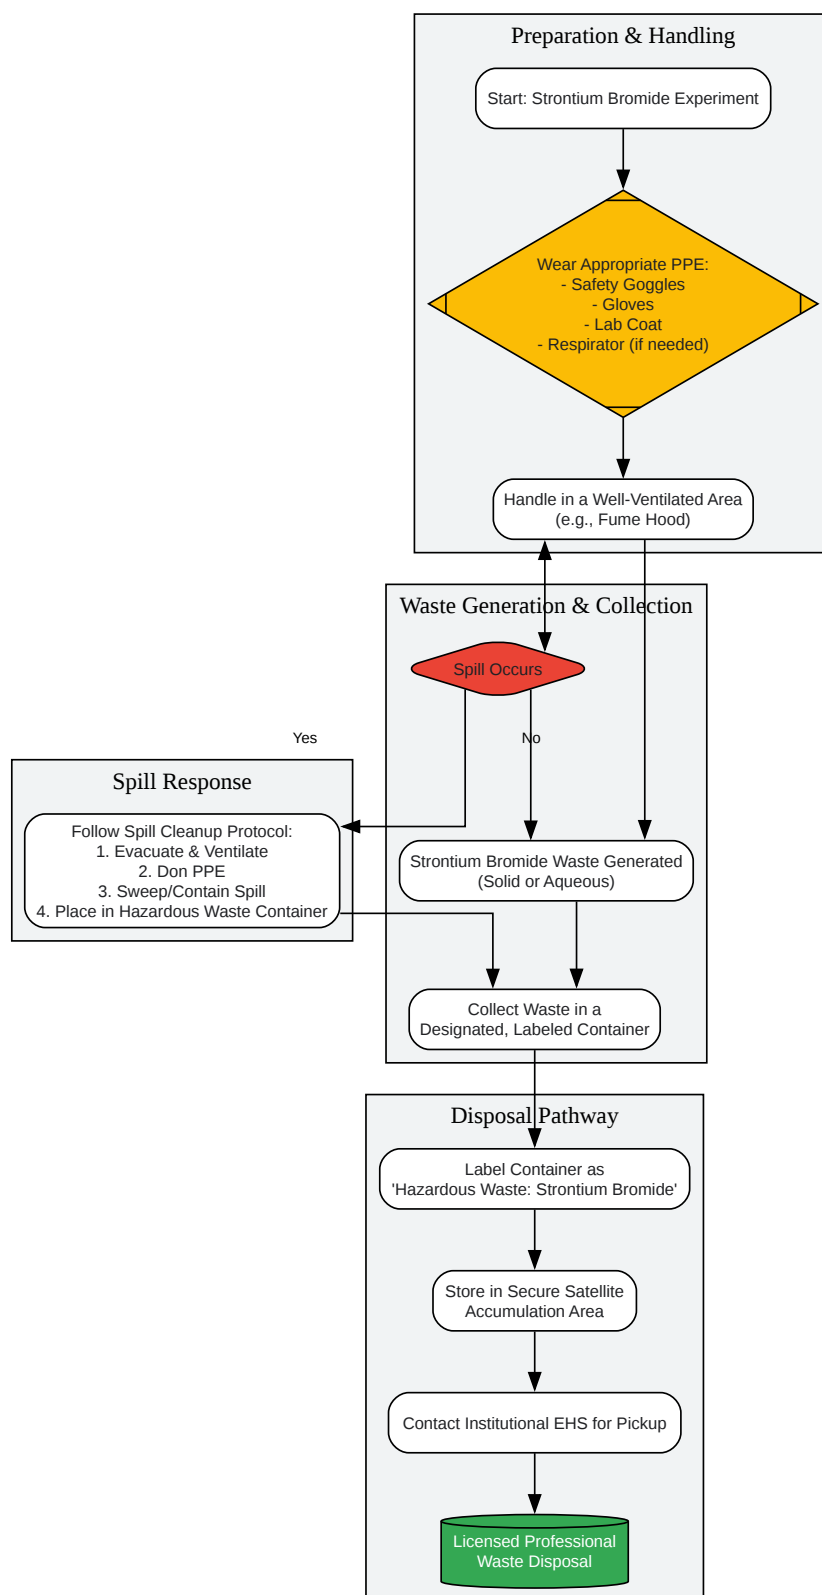 Preparation & Handling
Start: Strontium Bromide Experiment
Wear Appropriate PPE:
- Safety Goggles
- Gloves
- Lab Coat
- Respirator (if needed)
Handle in a Well-Ventilated Area
(e.g., Fume Hood)
Waste Generation & Collection
Spill Occurs
Yes
No
Spill Response
Follow Spill Cleanup Protocol:
1. Evacuate & Ventilate
2. Don PPE
3. Sweep/Contain Spill
4. Place in Hazardous Waste Container
Strontium Bromide Waste Generated
(Solid or Aqueous)
Collect Waste in a
Designated, Labeled Container
Disposal Pathway
Label Container as
'Hazardous Waste: Strontium Bromide'
Store in Secure Satellite
Accumulation Area
Contact Institutional EHS for Pickup
Licensed Professional
Waste Disposal